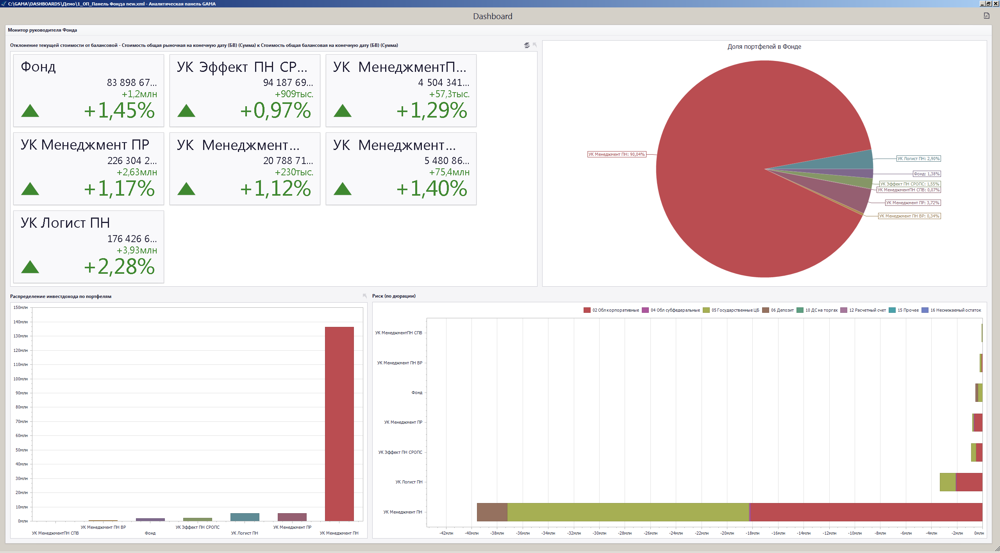 C:\GAMA\DASHBOARDS\Демо\1_ОП_Панель Фонда new.xml - Аналитическая панель GAMA
Dashboard
Монитор руководителя Фонда
Отклонение текущей стоимости от балансовой - Стоимость общая рыночная на конечную дату (БВ) (Сумма) к Стоимость общая балансовая на конечную дату (БВ) (Сумма)
Фонд
83 898 67...
+1,2млн
+1,45%
УК Эффект ПН СР...
94 187 69...
+909тыс.
+0,97%
УК МенеджментП...
4 504 341...
+57,3тыс.
+1,29%
УК Менеджмент ПР
226 304 2...
+2,63млн
+1,17%
УК Менеджмент...
20 788 71...
+230тыс.
+1,12%
УК Менеджмент...
5 480 86...
+75,4млн
+1,40%
УК Логист ПН
176 426 6...
+3,93млн
+2,28%
Доля портфелей в Фонде
УК Менеджмент ПН: 90,04%
УК Логист ПН: 2,90%
Фонд: 1,38%
УК Эффект ПН СРОПС: 1,55%
УК МенеджментПН СПВ: 0,07%
УК Менеджмент ПР: 3,72%
УК Менеджмент ПН ВР: 0,34%
Распределение инвестдохода по портфелям
150млн
140млн
130млн
120млн
110млн
100млн
90млн
80млн
70млн
60млн
50млн
40млн
30млн
20млн
10млн
0млн
УК МенеджментПН СПВ
УК Менеджмент ПН ВР
Фонд
УК Эффект ПН СРОПС
УК Логист ПН
УК Менеджмент ПР
УК Менеджмент ПН
Риск (по дюрации)
02 Обл корпоративные
04 Обл субфедеральные
05 Государственные ЦБ
06 Депозит
10 ДС на торгах
12 Расчетный счет
15 Прочее
16 Неснижаемый остаток
УК МенеджментПН СПВ
УК Менеджмент ПН ВР
Фонд
УК Менеджмент ПР
УК Эффект ПН СРОПС
УК Логист ПН
УК Менеджмент ПН
-42млн
-40млн
-38млн
-36млн
-34млн
-32млн
-30млн
-28млн
-26млн
-24млн
-22млн
-20млн
-18млн
-16млн
-14млн
-12млн
-10млн
-8млн
-6млн
-4млн
-2млн
0млн